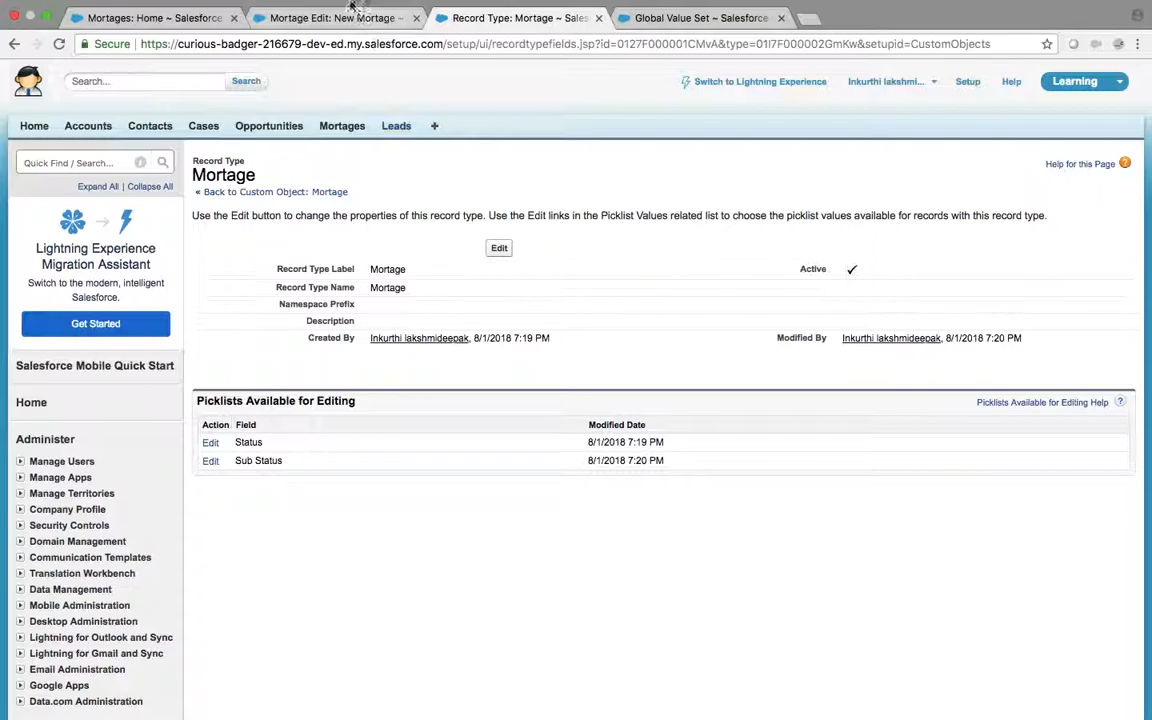 Mortages: Home ~ Salesforce
Mortage Edit: New Mortage ~
Record Type: Mortage ~ Sales
Global Value Set ~ Salesforce
Secure
https://curious-badger-216679-dev-ed.my.salesforce.com/setup/ui/recordtypefields.jsp?id=0127F000001CMvA&type=01I7F000002GmKw&setupid=CustomObjects
Search...
Search
Switch to Lightning Experience
Inkurthi lakshmi...
Setup
Help
Learning
Home
Accounts
Contacts
Cases
Opportunities
Mortages
Leads
+
Quick Find / Search...
Expand All | Collapse All
Lightning Experience
Migration Assistant
Switch to the modern, intelligent
Salesforce.
Get Started
Salesforce Mobile Quick Start
Home
Administer
Manage Users
Manage Apps
Manage Territories
Company Profile
Security Controls
Domain Management
Communication Templates
Translation Workbench
Data Management
Mobile Administration
Desktop Administration
Lightning for Outlook and Sync
Lightning for Gmail and Sync
Email Administration
Google Apps
Data.com Administration
Record Type
Mortage
« Back to Custom Object: Mortage
Help for this Page
Use the Edit button to change the properties of this record type. Use the Edit links in the Picklist Values related list to choose the picklist values available for records with this record type.
Edit
Record Type Label Mortage Active
Record Type Name Mortage
Namespace Prefix
Description
Created By Inkurthi lakshmideepak, 8/1/2018 7:19 PM Modified By Inkurthi lakshmideepak, 8/1/2018 7:20 PM
Picklists Available for Editing
Picklists Available for Editing Help ?
Action Field Modified Date
Edit Status 8/1/2018 7:19 PM
Edit Sub Status 8/1/2018 7:20 PM